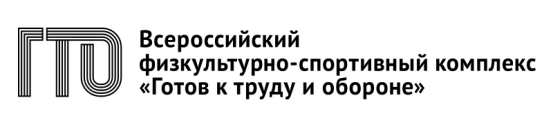 ГТО
Всероссийский
физкультурно-спортивный комплекс
«Готов к труду и обороне»